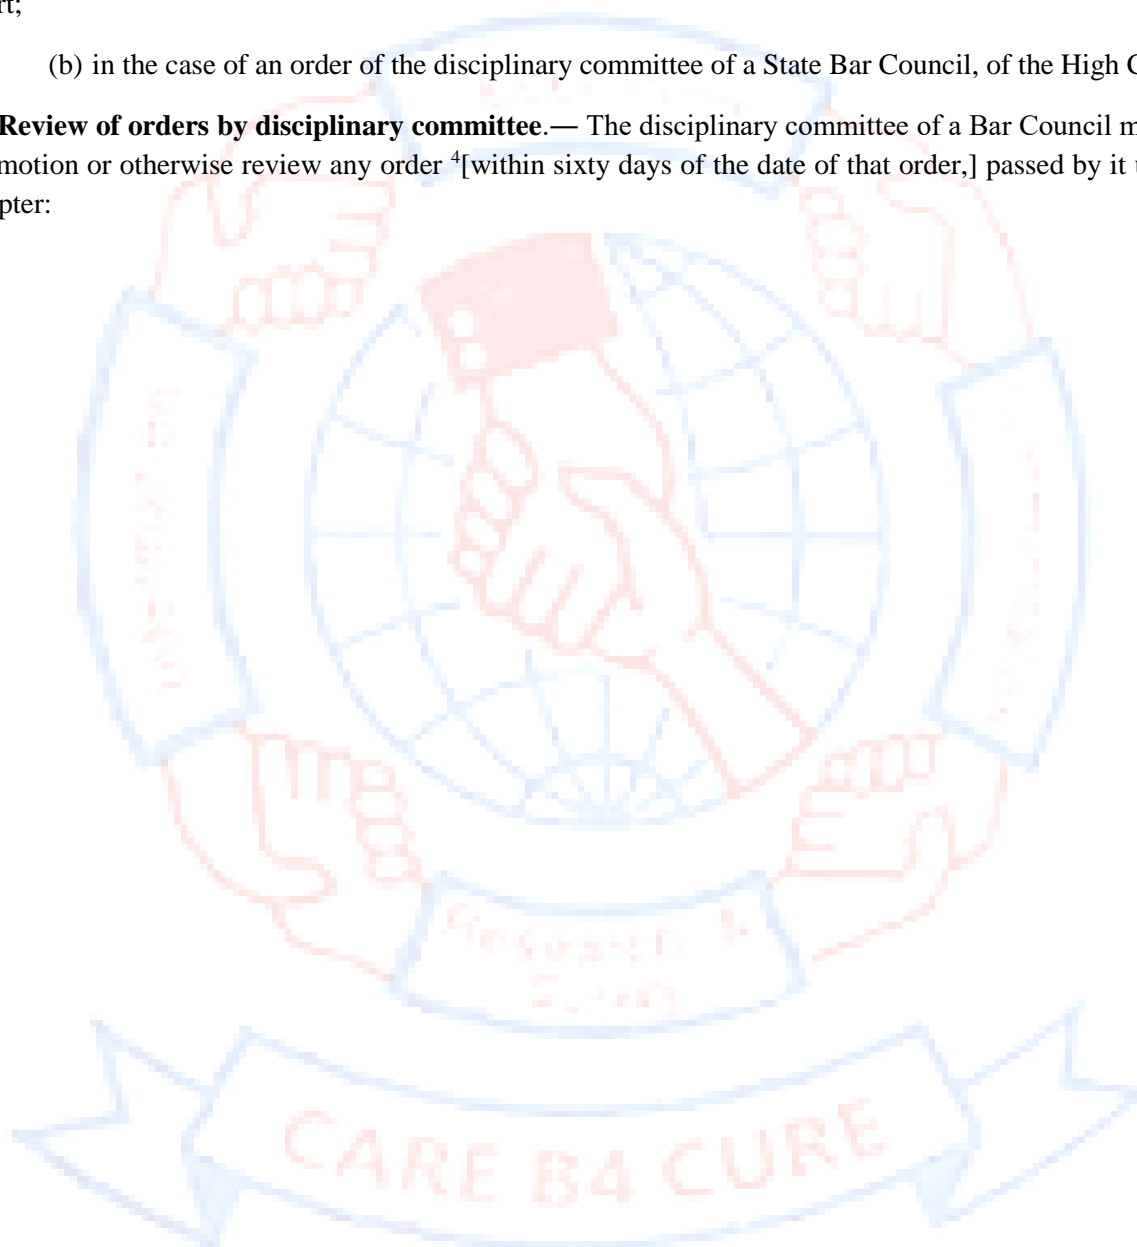 rt;
(b) in the case of an order of the disciplinary committee of a State Bar Council, of the High C
Review of orders by disciplinary committee.— The disciplinary committee of a Bar Council m
motion or otherwise review any order 4[within sixty days of the date of that order,] passed by it
pter:
Research &
CARE B4 CURE